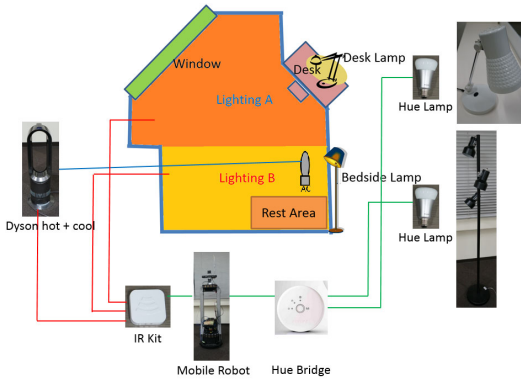 Window
Desk Lamp
Desk
Lighting A
Hue Lamp
Lighting B
AC
Bedside Lamp
Dyson hot + cool
Rest Area
Hue Lamp
IR Kit
Mobile Robot
Hue Bridge